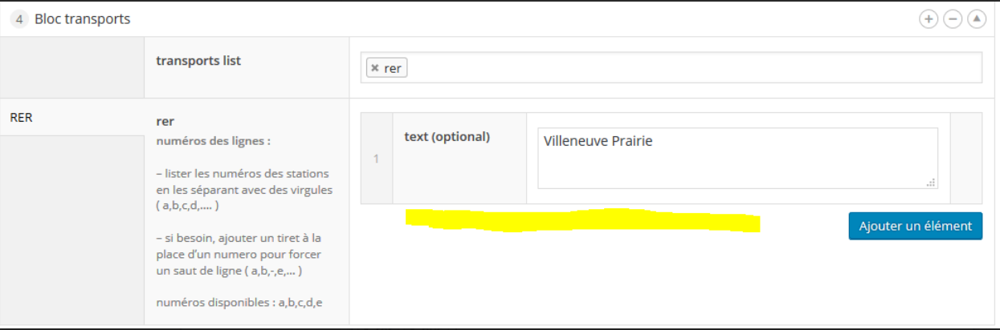 4 Bloc transports
transports list
✖ rer
RER
rer
numéros des lignes :
– lister les numéros des stations
en les séparant avec des virgules
( a,b,c,d,.... )
– si besoin, ajouter un tiret à la
place d’un numero pour forcer
un saut de ligne ( a,b,-,e,... )
numéros disponibles : a,b,c,d,e
1
text (optional)
Villeneuve Prairie
Ajouter un élément